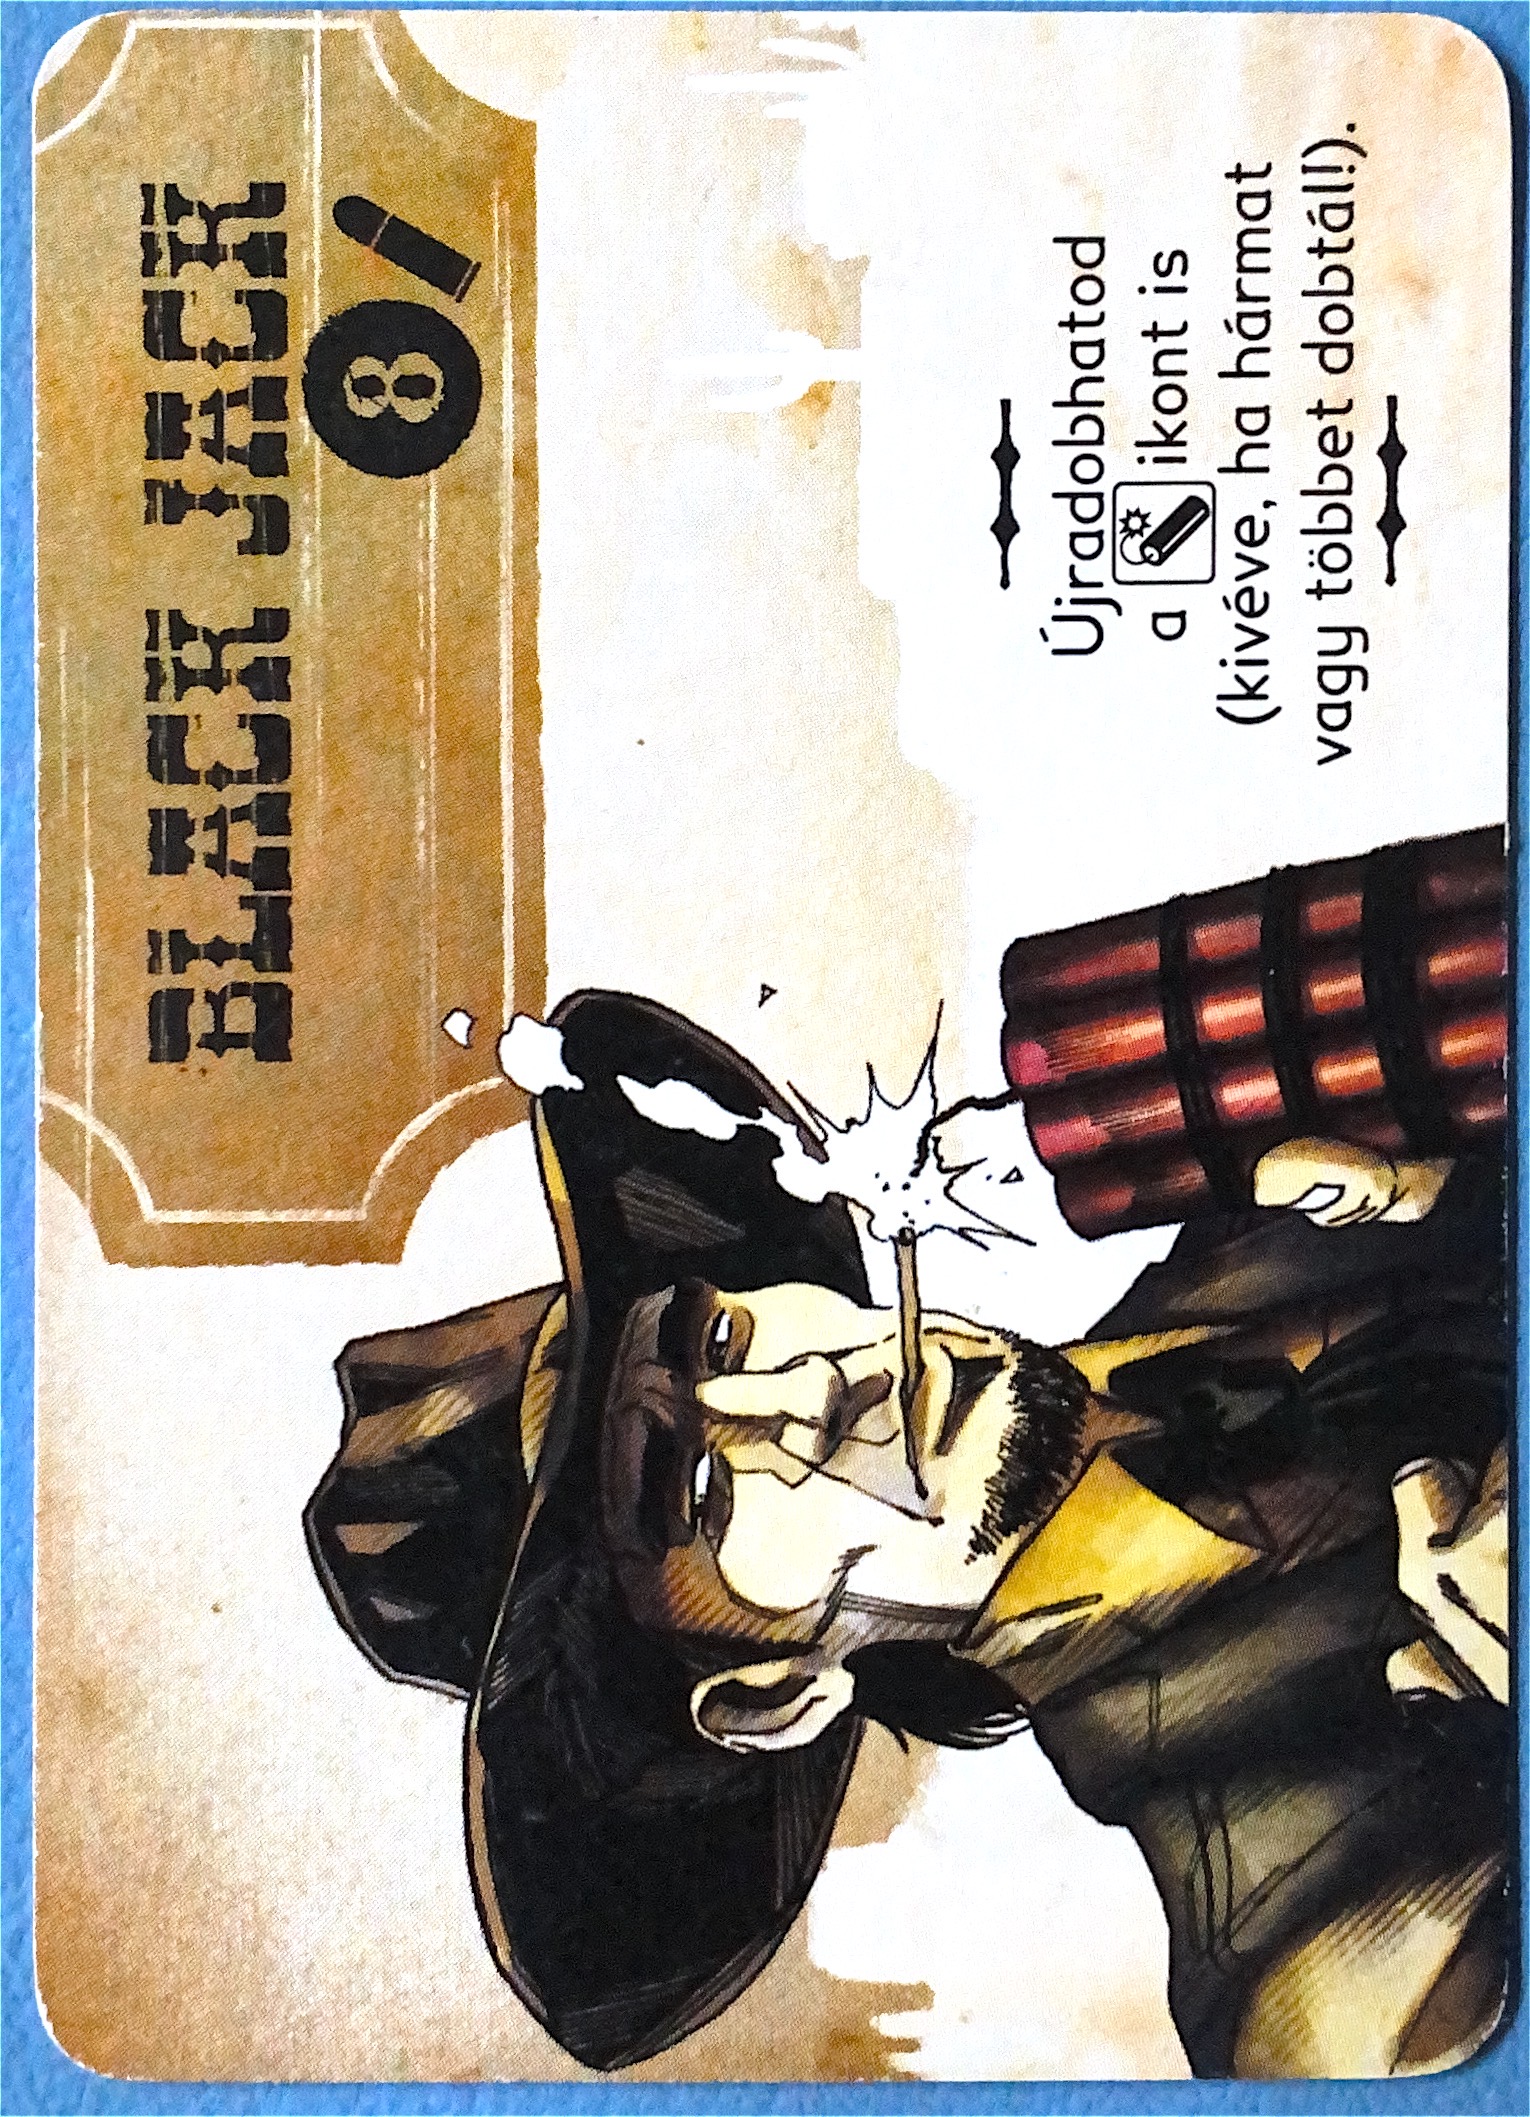 BLACK JACK
8
Újradobhatod
a ikont is
(kivéve, ha hármat
vagy többet dobtál!).